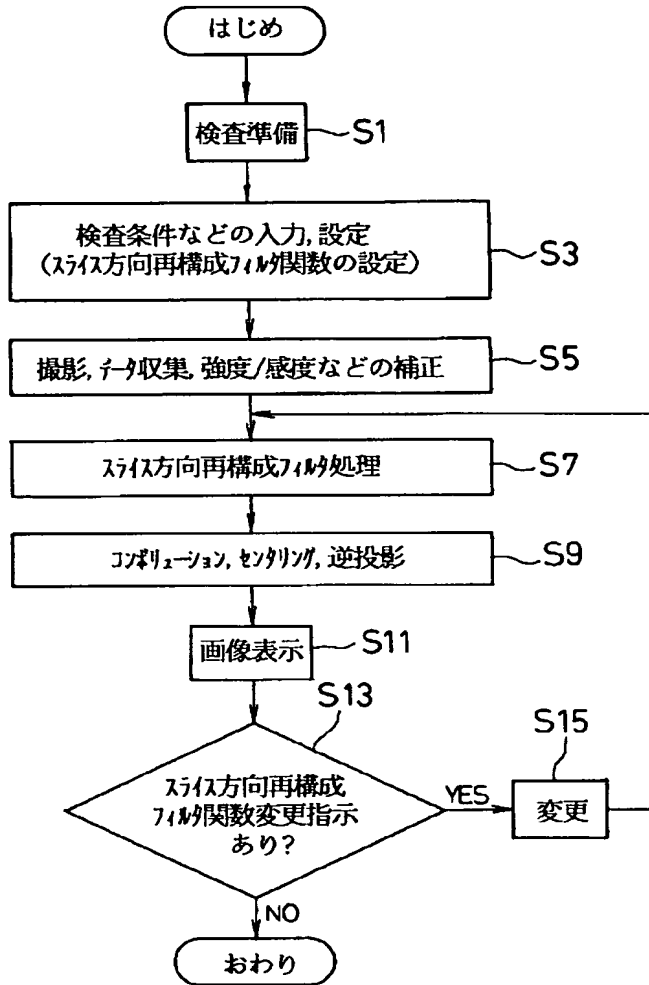 はじめ
検査準備
S1
検査条件などの入力,設定
(スライス方向再構成フィルタ関数の設定)
S3
撮影,データ収集,強度/感度などの補正
S5
スライス方向再構成フィルタ処理
S7
コンボリューション,センタリング,逆投影
S9
画像表示
S11
S13
スライス方向再構成
フィルタ関数変更指示
あり?
YES
S15
変更
NO
おわり